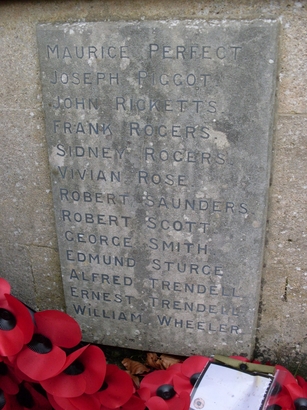 MAURICE PERFECT
JOSEPH PIGGOT
JOHN RICKETTS
FRANK ROGERS
SIDNEY ROGERS
VIVIAN ROSE
ROBERT SAUNDERS
ROBERT SCOTT
GEORGE SMITH
EDMUND STURGE
ALFRED TRENDELL
ERNEST TRENDELL
WILLIAM WHEELER